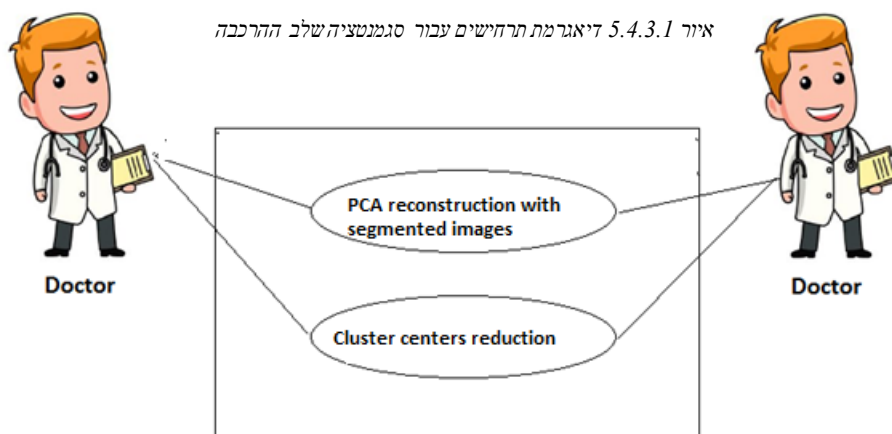 איור 5.4.3.1 דיאגרמת תרחישים עבור סגמנטציה שלב ההרכבה
PCA reconstruction with
segmented images
Doctor
Doctor
Cluster centers reduction